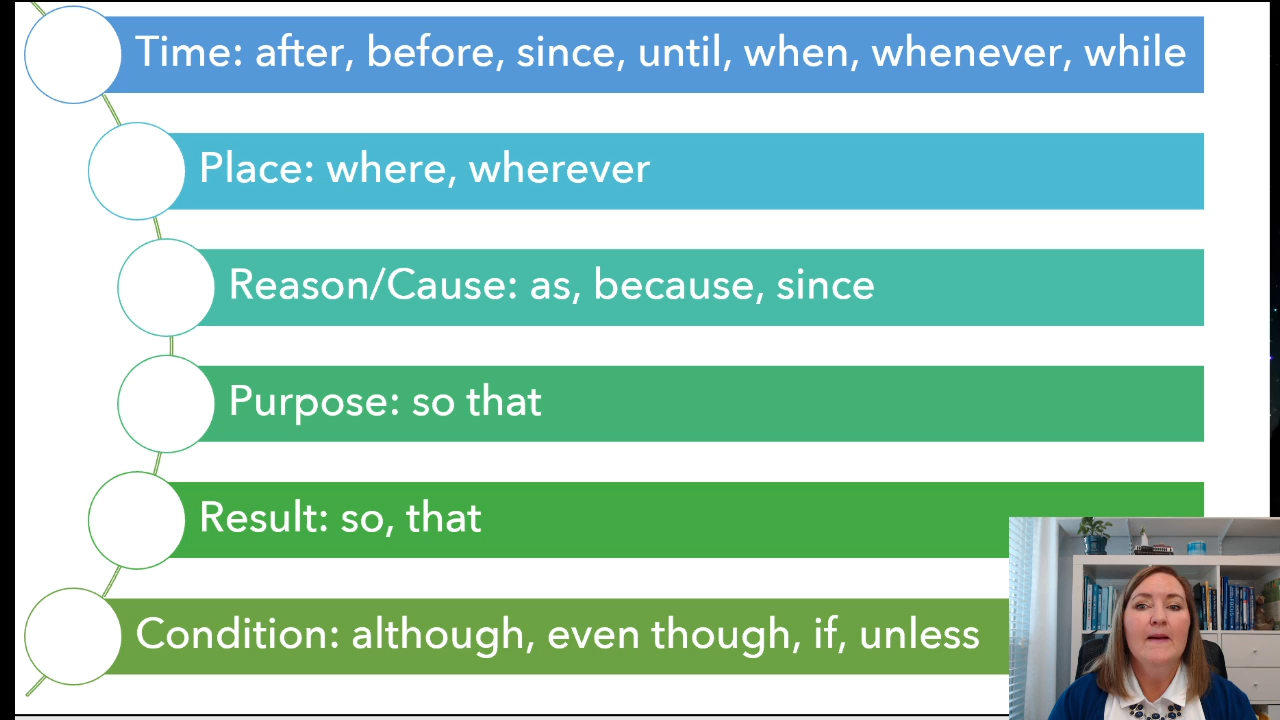 Time: after, before, since, until, when, whenever, while
Place: where, wherever
Reason/Cause: as, because, since
Purpose: so that
Result: so, that
Condition: although, even though, if, unless